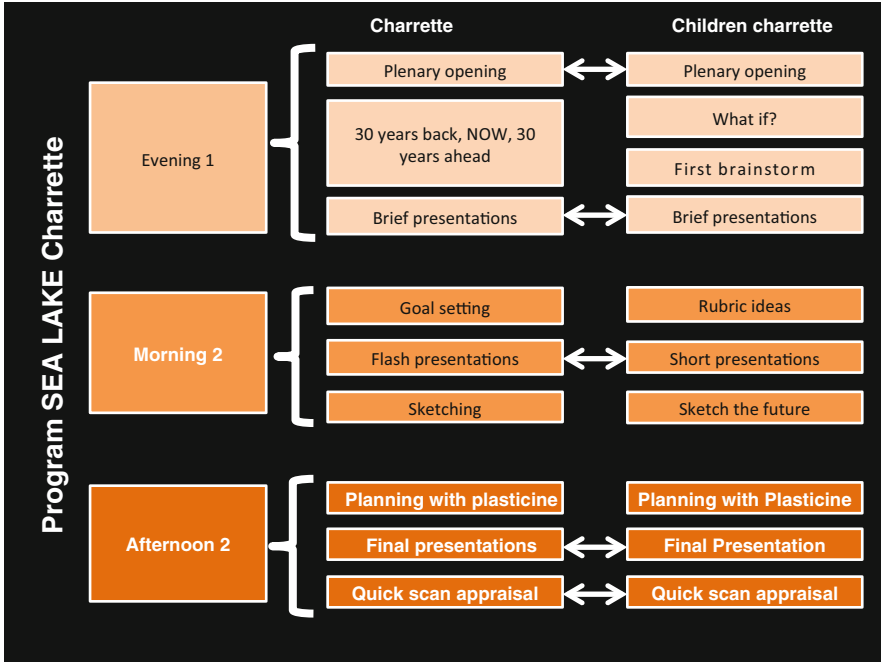 Program SEA LAKE Charrette
Charrette
Children charrette
Evening 1
Plenary opening
Plenary opening
30 years back, NOW, 30
years ahead
What if?
First brainstorm
Brief presentations
Brief presentations
Morning 2
Goal setting
Rubric ideas
Flash presentations
Short presentations
Sketching
Sketch the future
Afternoon 2
Planning with plasticine
Planning with Plasticine
Final presentations
Final Presentation
Quick scan appraisal
Quick scan appraisal